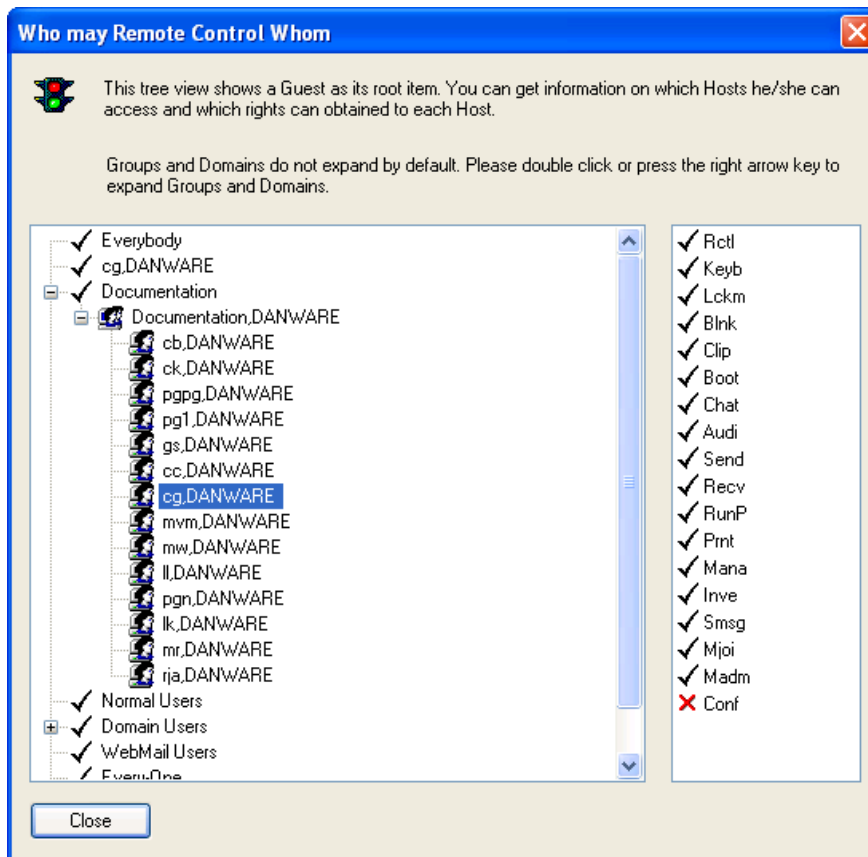 Who may Remote Control Whom
This tree view shows a Guest as its root item. You can get information on which Hosts he/she can
access and which rights can obtained to each Host.
Groups and Domains do not expand by default. Please double click or press the right arrow key to
expand Groups and Domains.
Everybody
cg,DANWARE
Documentation
Documentation,DANWARE
cb,DANWARE
ck,DANWARE
pgpg,DANWARE
pg1,DANWARE
gs,DANWARE
cc,DANWARE
cg,DANWARE
mvm,DANWARE
mw,DANWARE
ll,DANWARE
pgn,DANWARE
lk,DANWARE
mr,DANWARE
rja,DANWARE
Normal Users
Domain Users
WebMail Users
Every-One
Rctl
Keyb
Lckm
Blnk
Clip
Boot
Chat
Audi
Send
Recv
RunP
Prnt
Mana
Inve
Smsg
Mjoi
Madm
Conf
Close